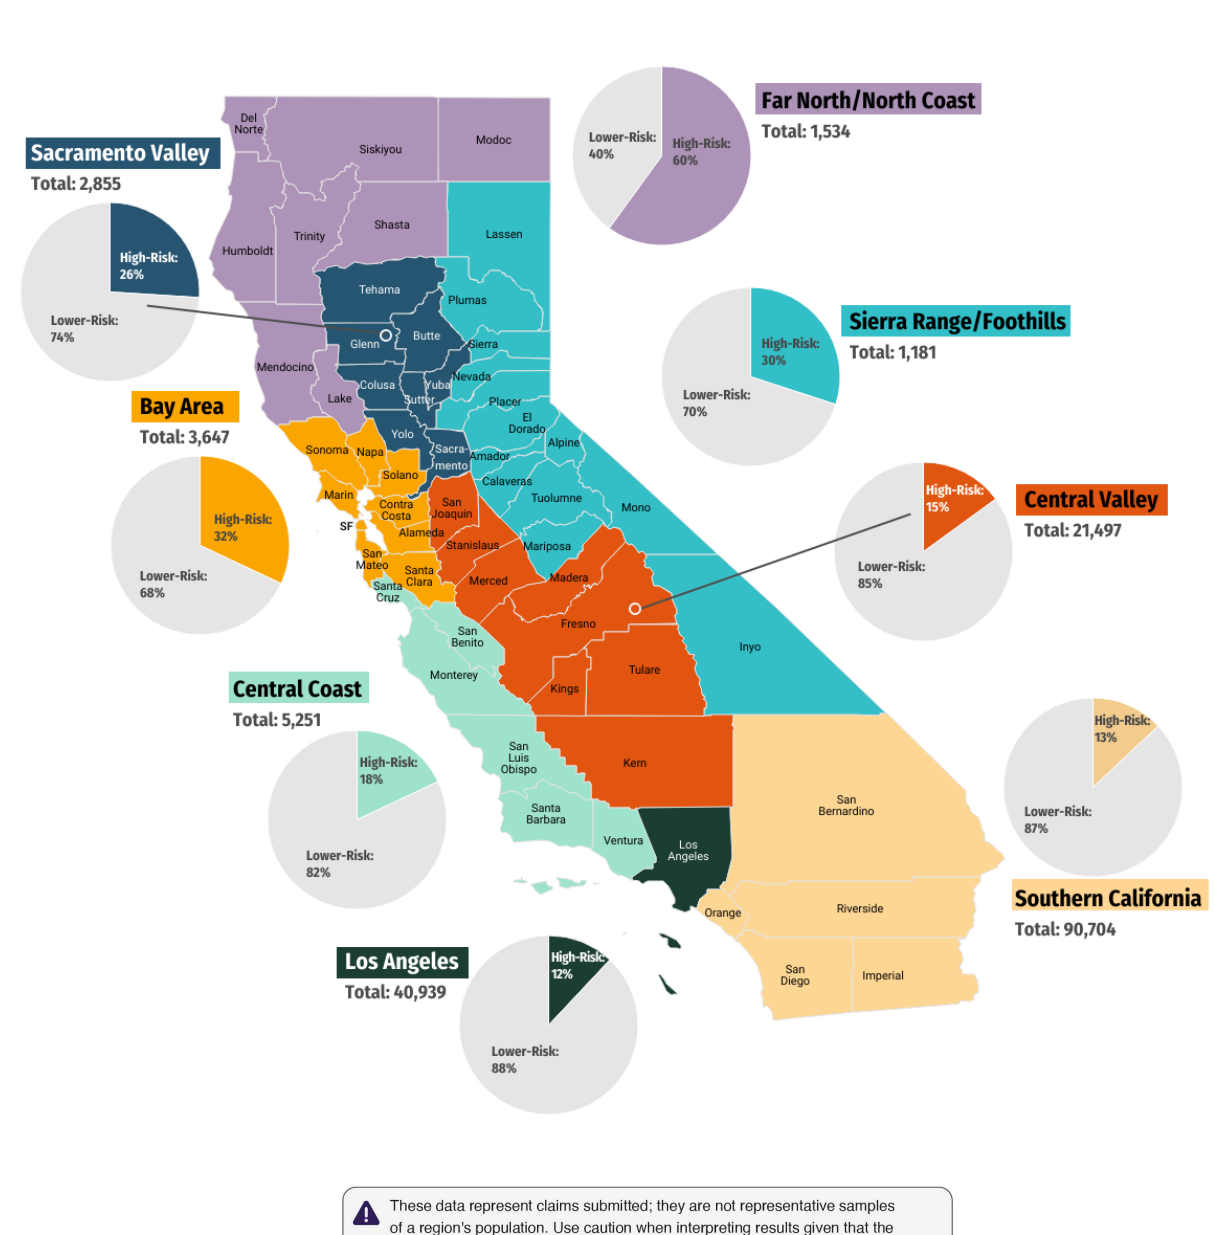 Far North/North Coast
Total: 1,534
Lower-Risk:
40%
High-Risk:
60%
Sacramento Valley
Total: 2,855
High-Risk:
26%
Lower-Risk:
74%
Sierra Range/Foothills
Total: 1,181
High-Risk:
30%
Lower-Risk:
70%
Bay Area
Total: 3,647
High-Risk:
32%
Lower-Risk:
68%
Central Valley
Total: 21,497
High-Risk:
15%
Lower-Risk:
85%
Central Coast
Total: 5,251
High-Risk:
18%
Lower-Risk:
82%
Southern California
Total: 90,704
High-Risk:
13%
Lower-Risk:
87%
Los Angeles
Total: 40,939
High-Risk:
12%
Lower-Risk:
88%
Del
Norte
Siskiyou
Modoc
Humboldt
Trinity
Shasta
Lassen
Tehama
Plumas
Glenn
Butte
Sierra
Mendocino
Lake
Colusa
Sutter
Yuba
Nevada
Placer
El
Dorado
Alpine
Yolo
Sacra-
mento
Amador
Sonoma
Napa
Solano
Calaveras
Tuolumne
Mono
Marin
Contra
Costa
San
Joaquin
SF
Alameda
Stanislaus
Mariposa
San
Mateo
Santa
Clara
Santa
Cruz
Merced
Madera
Fresno
San
Benito
Monterey
Kings
Tulare
Inyo
San
Luis
Obispo
Kern
San
Bernardino
Santa
Barbara
Ventura
Los
Angeles
Orange
Riverside
San
Diego
Imperial
These data represent claims submitted; they are not representative samples
of a region's population. Use caution when interpreting results given that the